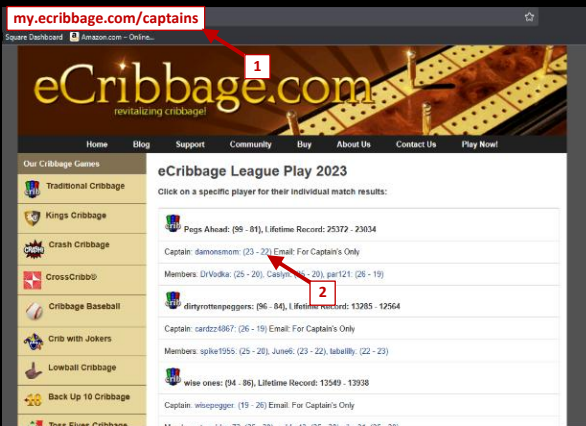 my.ecribbage.com/captains
Square Dashboard Amazon.com – Online...
1
eCribbage.com
revitalizing cribbage!
Home Blog Support Community Buy About Us Contact Us Play Now!
Our Cribbage Games
Traditional Cribbage
Kings Cribbage
Crash Cribbage
CrossCribb®
Cribbage Baseball
Crib with Jokers
Lowball Cribbage
Back Up 10 Cribbage
Toss Fives Cribbage
eCribbage League Play 2023
Click on a specific player for their individual match results:
Pegs Ahead: (99 - 81), Lifetime Record: 25372 - 23034
Captain: damonsmom: (23 - 22) Email: For Captain's Only
Members: DrVodka: (25 - 20), Caslyn: - 20), par121: (26 - 19)
2
dirtyrottenpeggers: (96 - 84), Lifetime Record: 13285 - 12564
Captain: cardzz4867: (26 - 19) Email: For Captain's Only
Members: spike1955: (25 - 20), June6: (23 - 22), taballly: (22 - 23)
wise ones: (94 - 86), Lifetime Record: 13549 - 13938
Captain: wisepegger: (19 - 26) Email: For Captain's Only